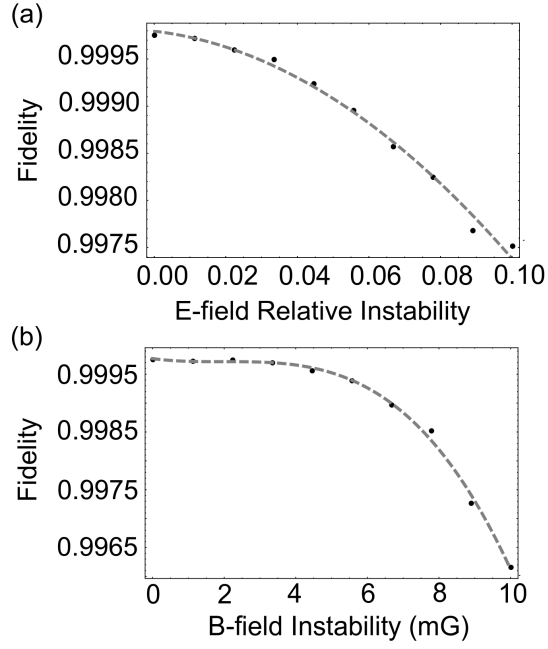 (a)
Fidelity
0.9995
0.9990
0.9985
0.9980
0.9975
0.00 0.02 0.04 0.06 0.08 0.10
E-field Relative Instability
(b)
Fidelity
0.9995
0.9985
0.9975
0.9965
0 2 4 6 8 10
B-field Instability (mG)